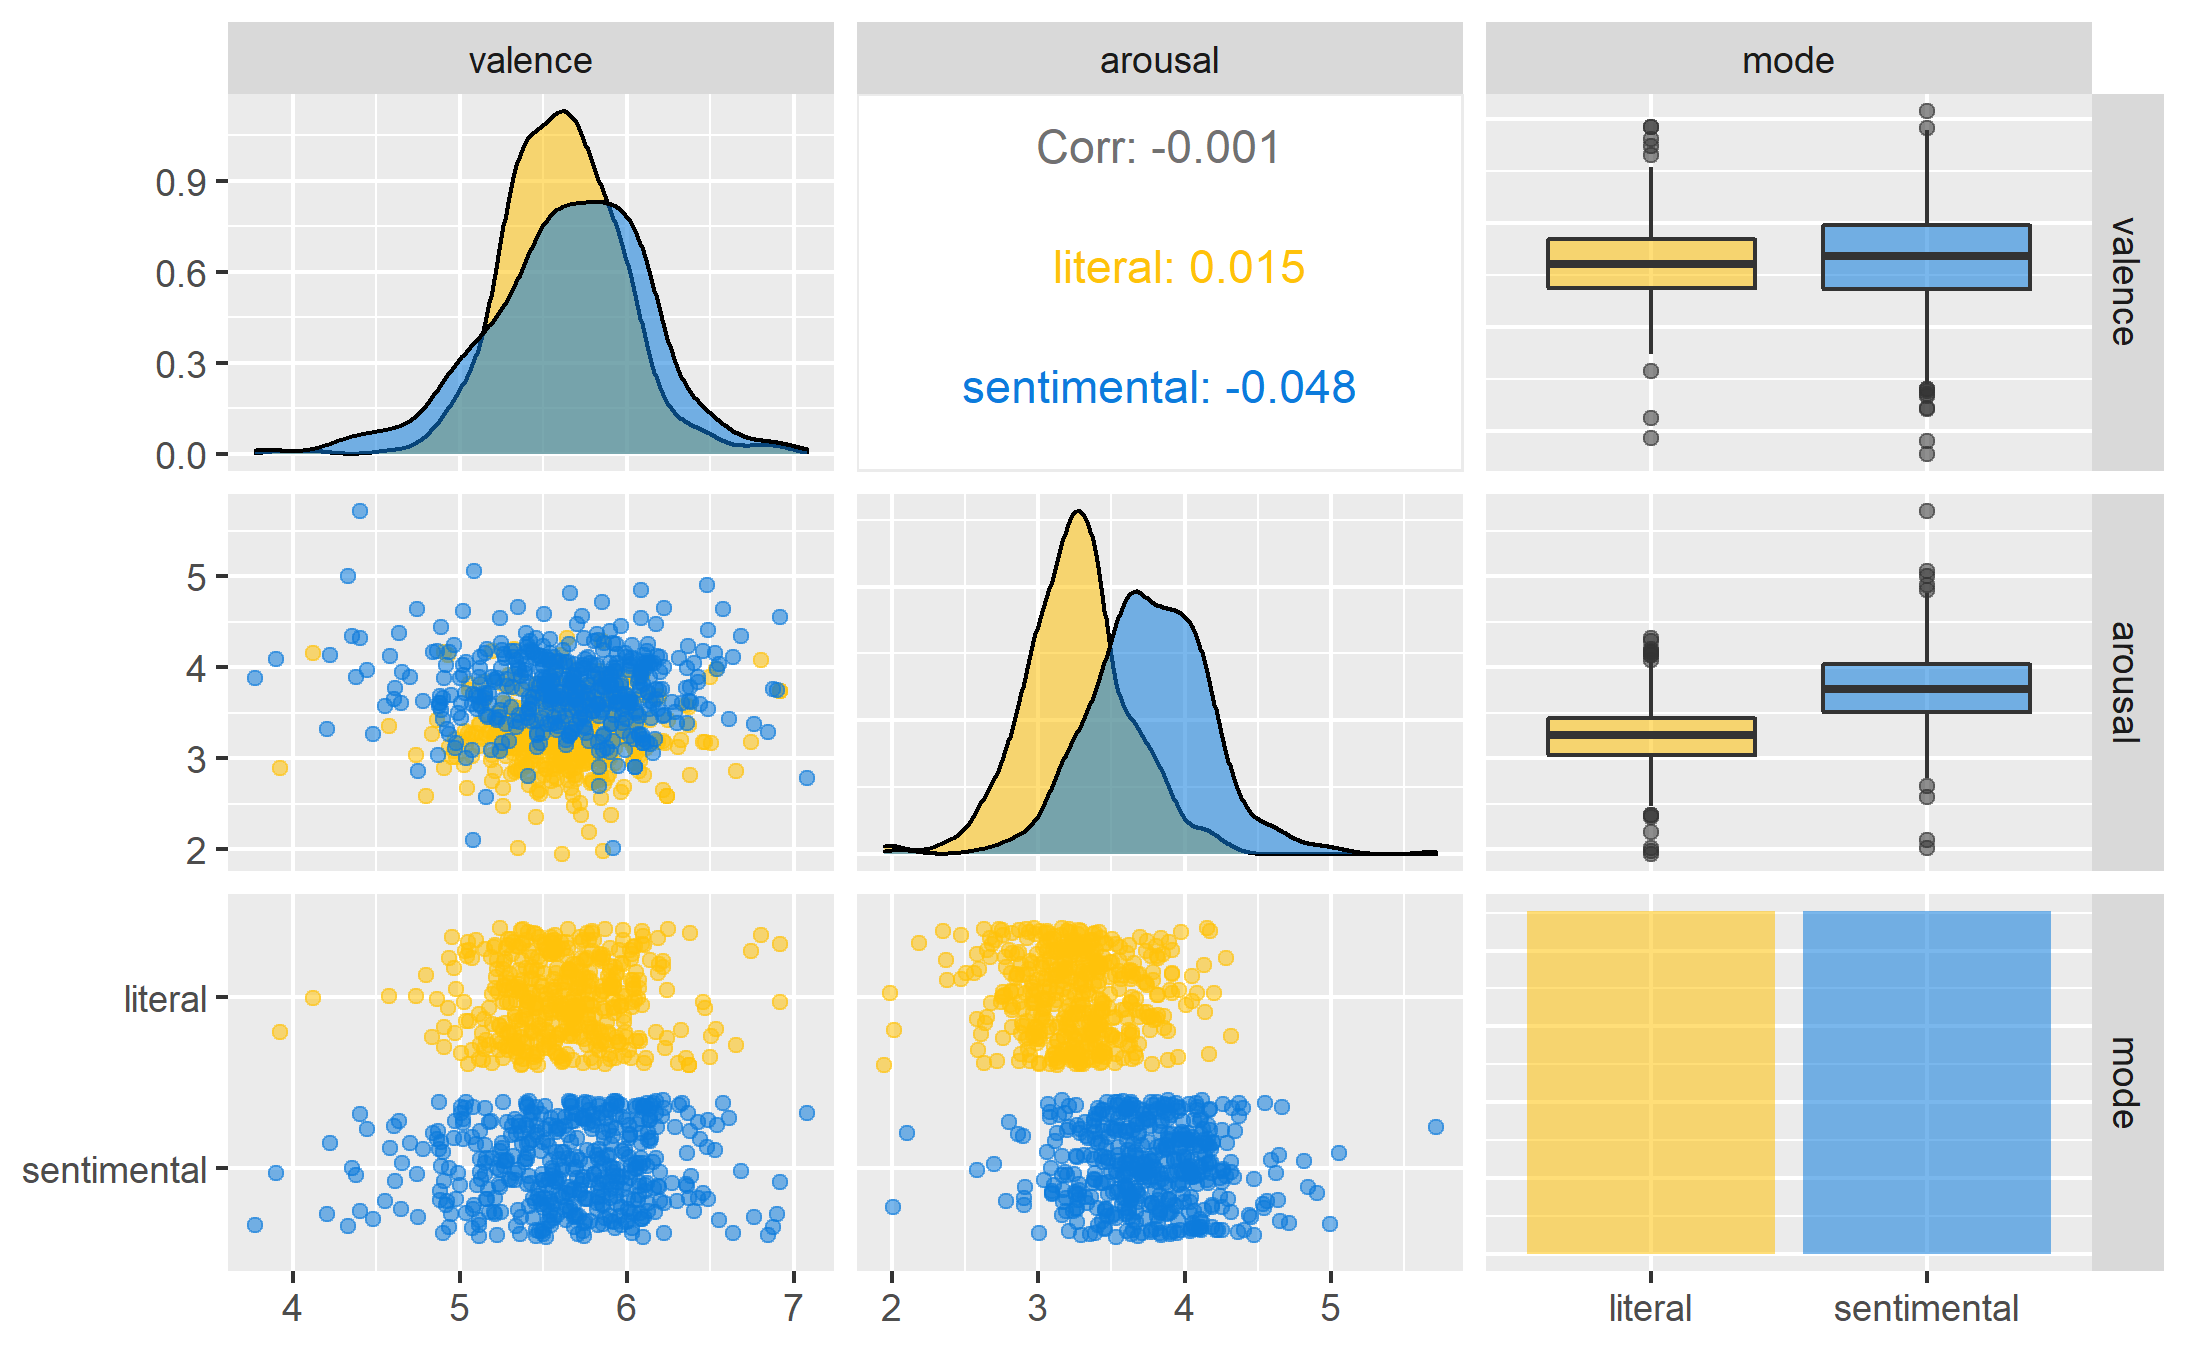 valence
arousal
mode
0.9
0.6
0.3
0.0
Corr: -0.001
literal: 0.015
sentimental: -0.048
valence
5
4
3
2
arousal
literal
sentimental
mode
4
5
6
7
2
3
4
5
literal
sentimental